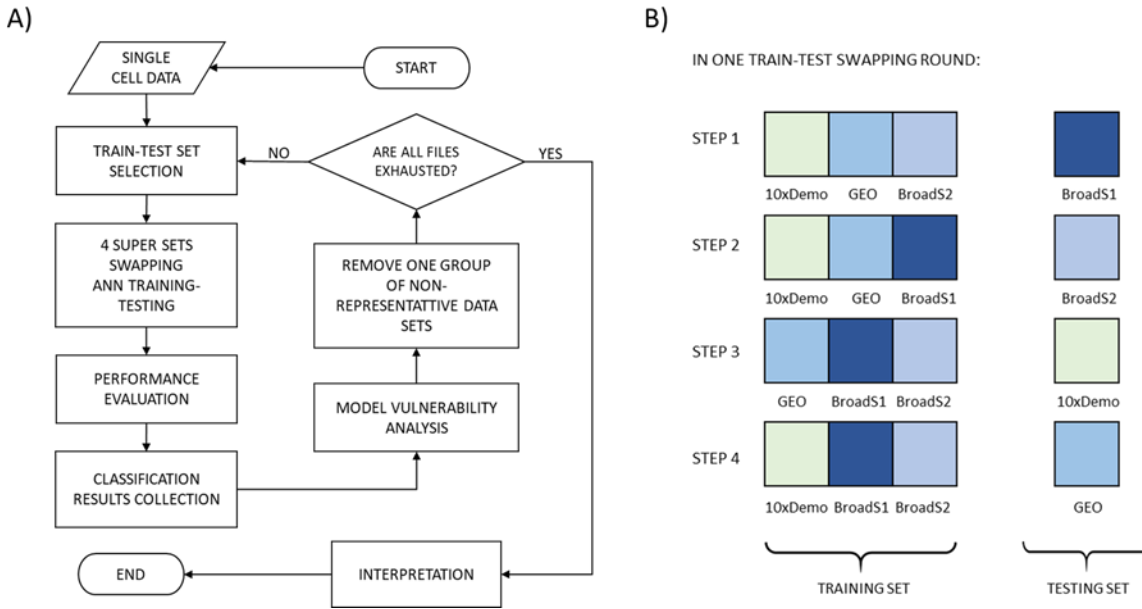 A)
SINGLE
CELL DATA
START
TRAIN-TEST SET
SELECTION
NO
ARE ALL FILES
EXHAUSTED?
YES
4 SUPER SETS
SWAPPING
ANN TRAINING-
TESTING
REMOVE ONE GROUP
OF NON-
REPRESENTATTIVE DATA
SETS
PERFORMANCE
EVALUATION
MODEL VULNERABILITY
ANALYSIS
CLASSIFICATION
RESULTS COLLECTION
END
INTERPRETATION
B)
IN ONE TRAIN-TEST SWAPPING ROUND:
STEP 1
10xDemo GEO BroadS2 BroadS1
STEP 2
10xDemo GEO BroadS1 BroadS2
STEP 3
GEO BroadS1 BroadS2 10xDemo
STEP 4
10xDemo BroadS1 BroadS2 GEO
TRAINING SET TESTING SET